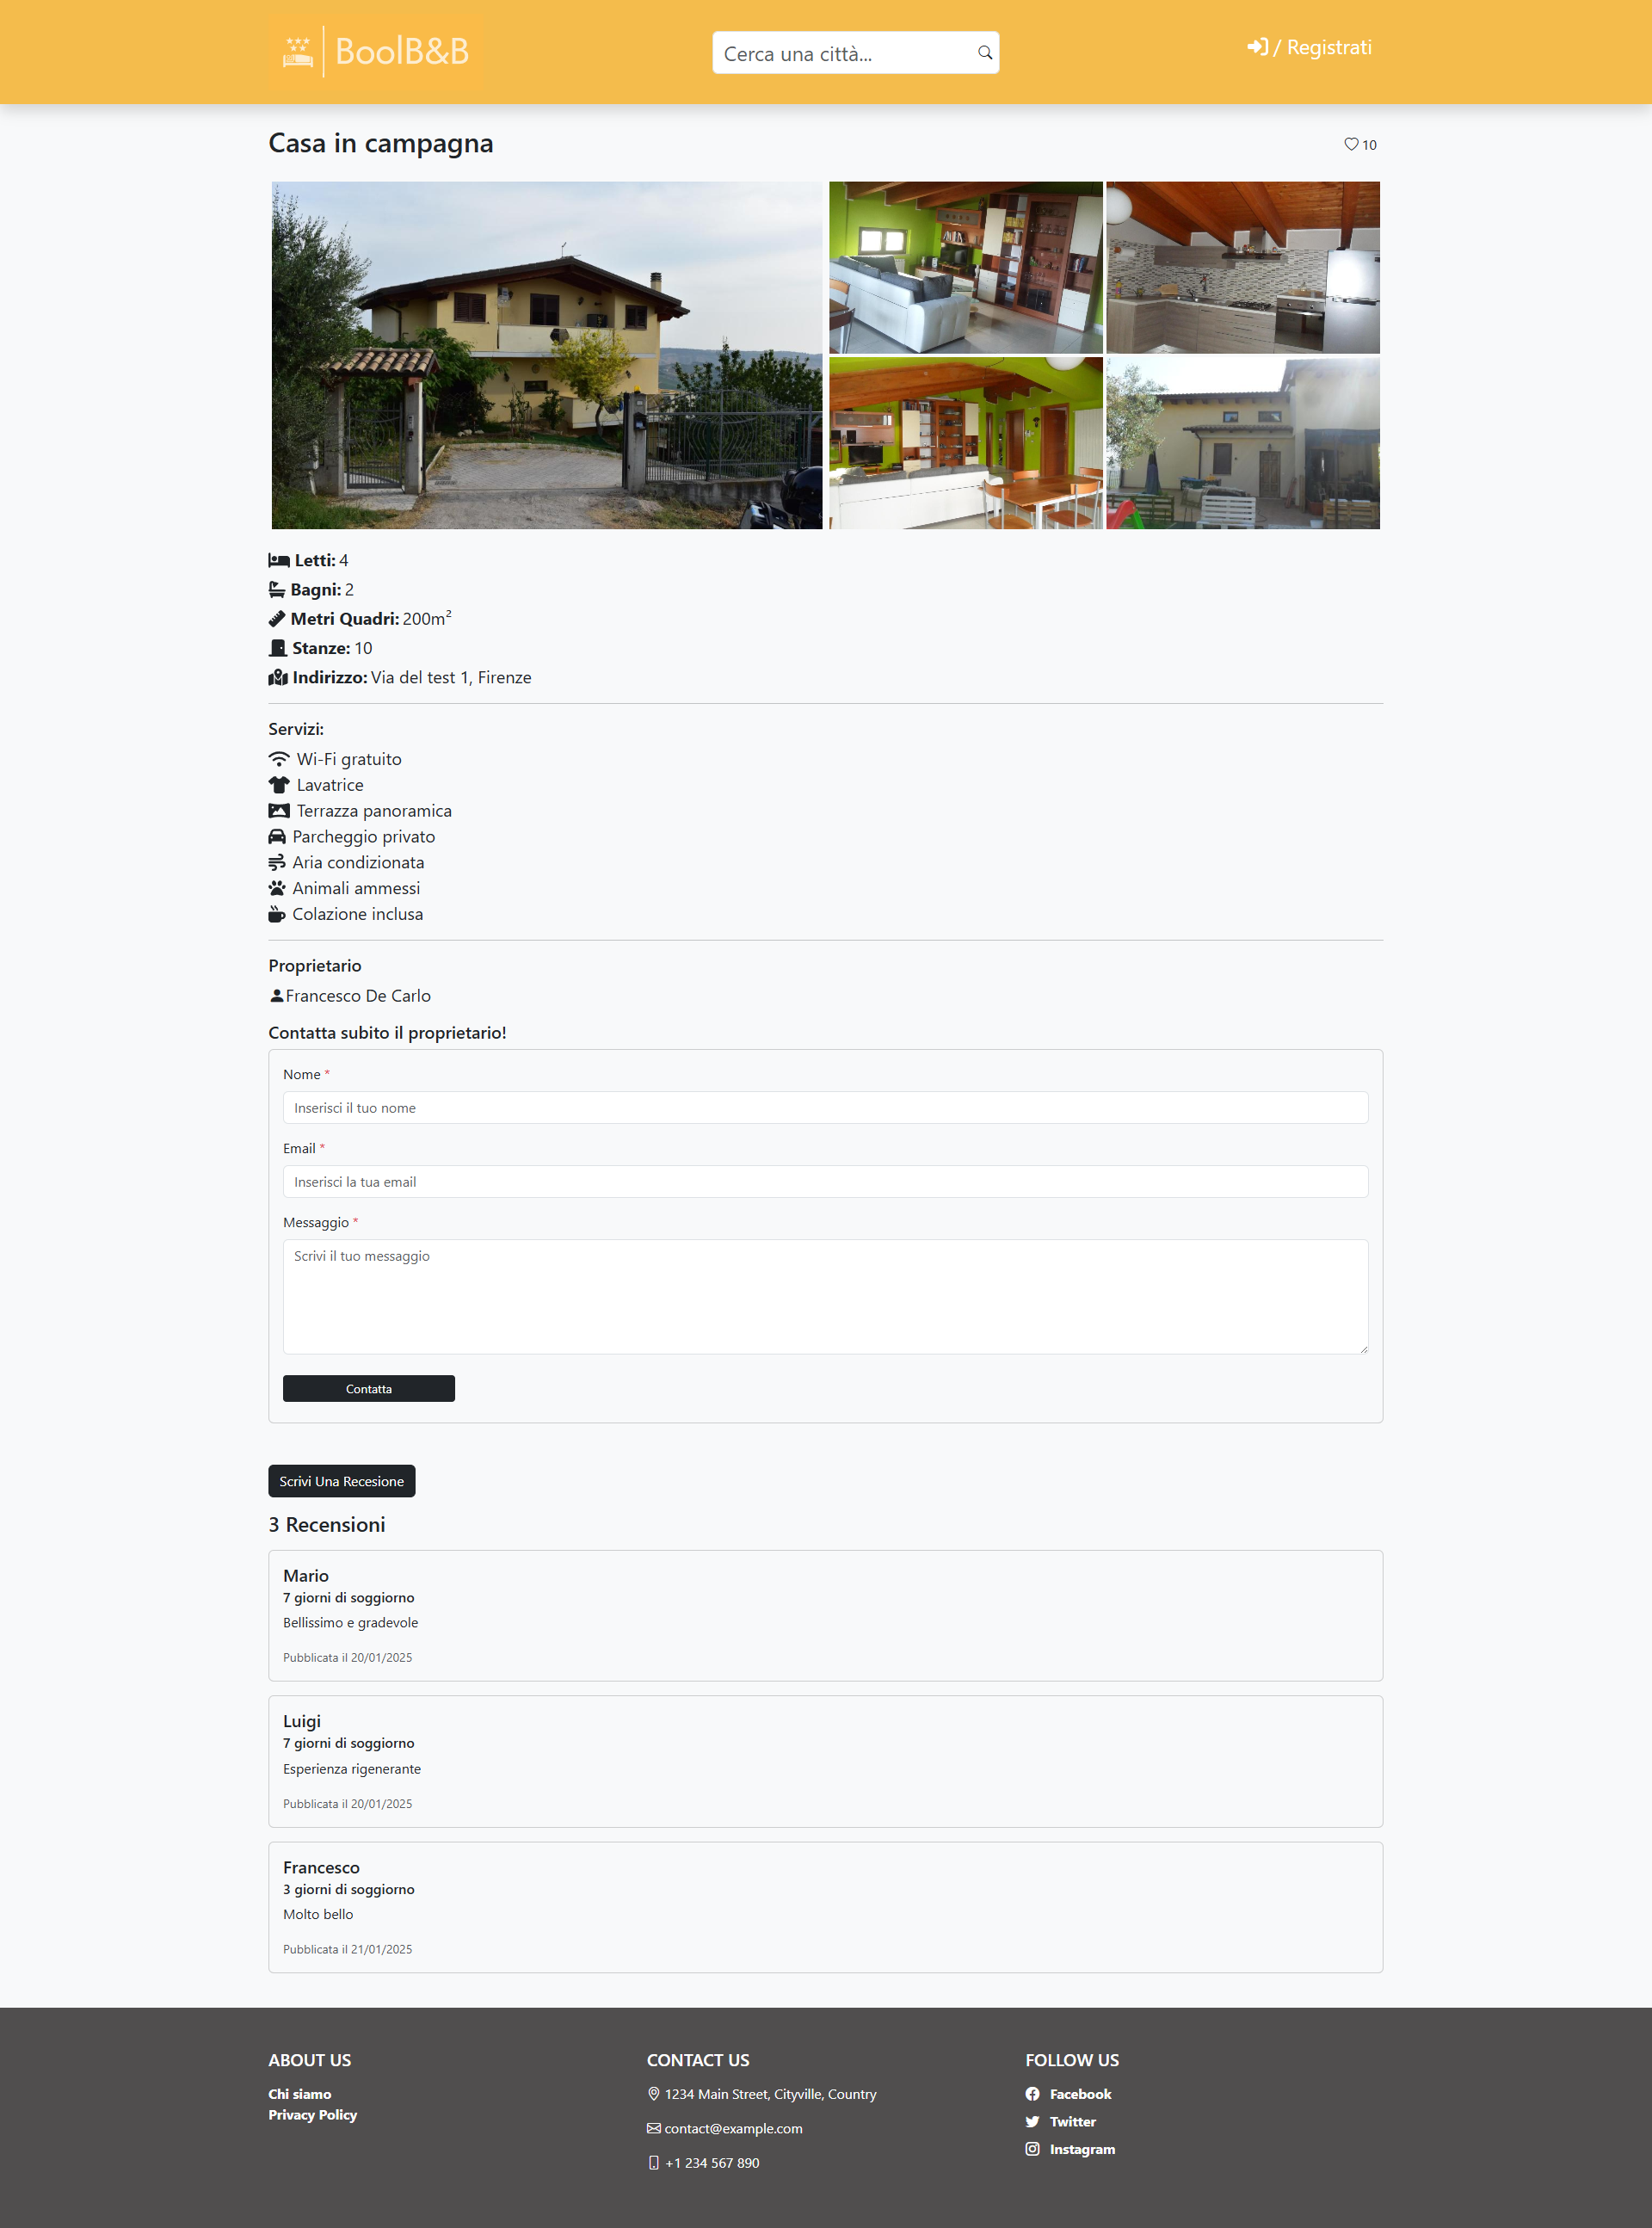 BoolB&B
Cerca una città...
/ Registrati
Casa in campagna
10
Letti: 4
Bagni: 2
Metri Quadri: 200m²
Stanze: 10
Indirizzo: Via del test 1, Firenze
Servizi:
Wi-Fi gratuito
Lavatrice
Terrazza panoramica
Parcheggio privato
Aria condizionata
Animali ammessi
Colazione inclusa
Proprietario
Francesco De Carlo
Contatta subito il proprietario!
Nome *
Inserisci il tuo nome
Email *
Inserisci la tua email
Messaggio *
Scrivi il tuo messaggio
Contatta
Scrivi Una Recesione
3 Recensioni
Mario
7 giorni di soggiorno
Bellissimo e gradevole
Pubblicata il 20/01/2025
Luigi
7 giorni di soggiorno
Esperienza rigenerante
Pubblicata il 20/01/2025
Francesco
3 giorni di soggiorno
Molto bello
Pubblicata il 21/01/2025
ABOUT US
Chi siamo
Privacy Policy
CONTACT US
1234 Main Street, Cityville, Country
contact@example.com
+1 234 567 890
FOLLOW US
Facebook
Twitter
Instagram